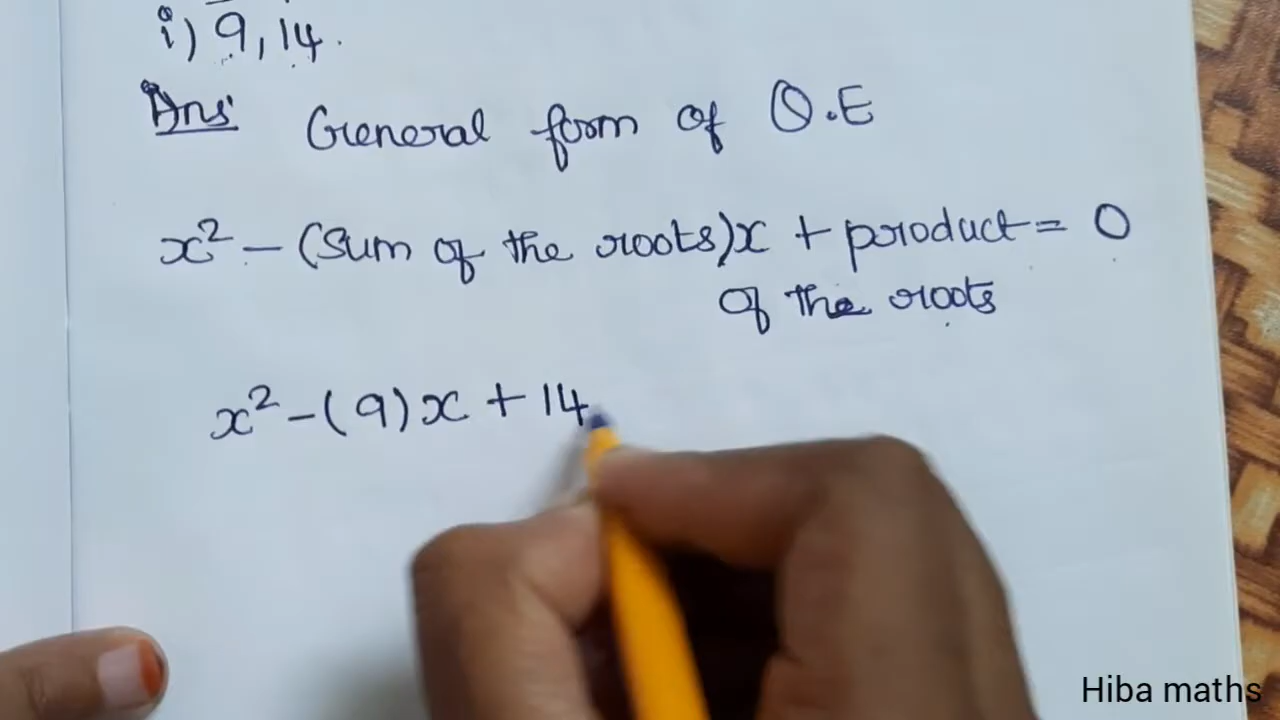 i) 9, 14.
Ans: General form of Q.E
x² - (Sum of the roots)x + product = 0
of the roots
x² - (9)x + 14
Hiba maths